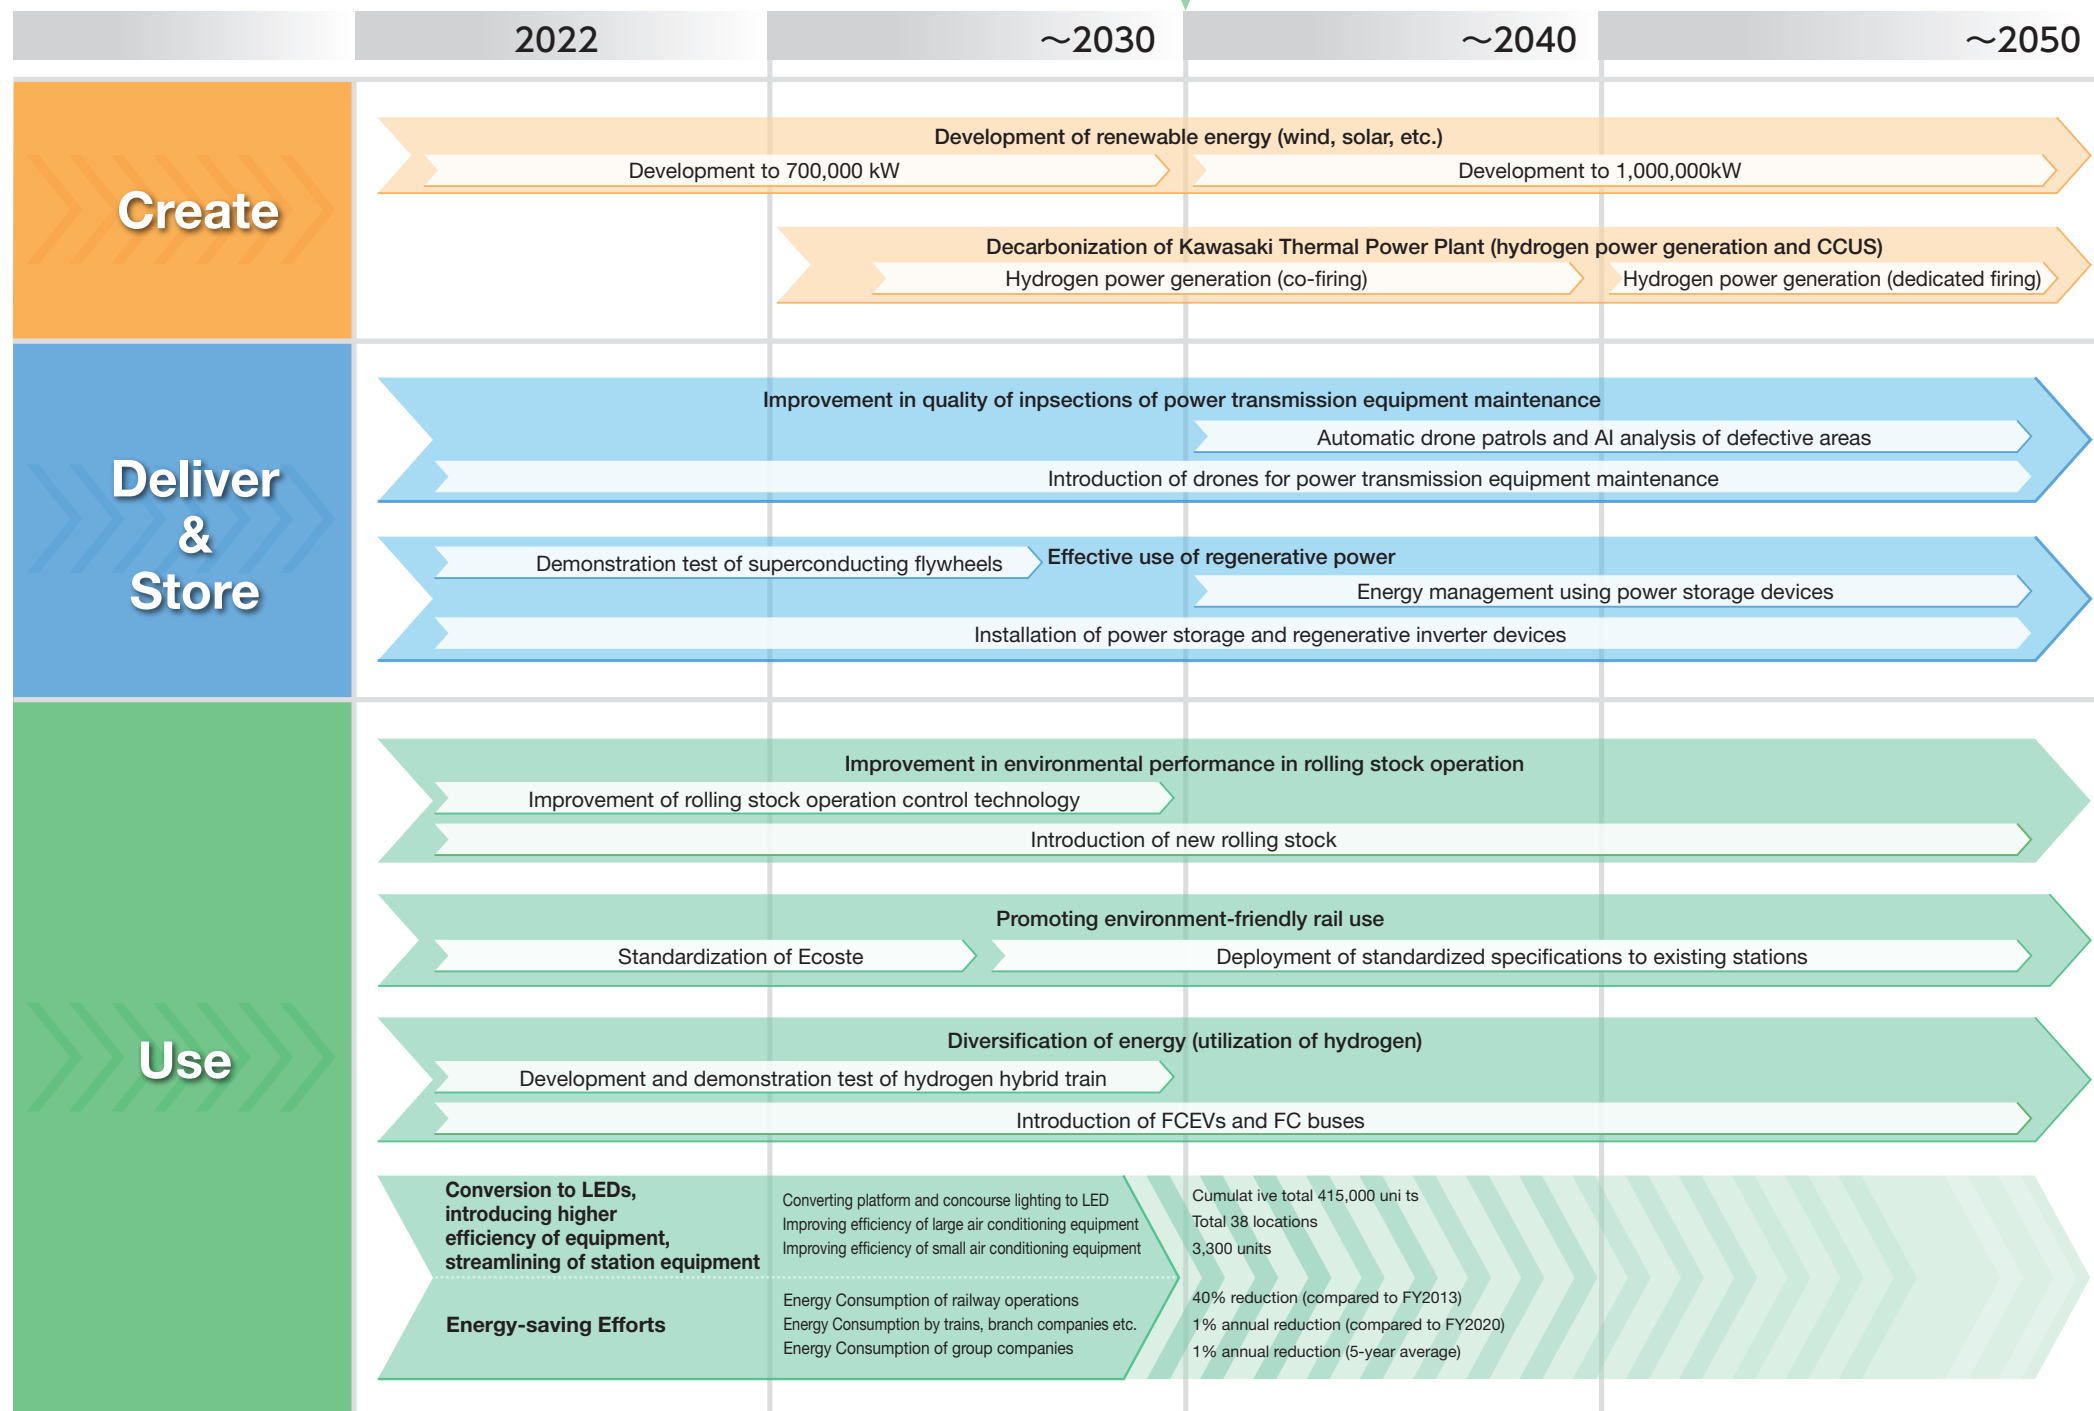 2022
～2030
～2040
～2050
Create
Development of renewable energy (wind, solar, etc.)
Development to 700,000 kW
Development to 1,000,000kW
Decarbonization of Kawasaki Thermal Power Plant (hydrogen power generation and CCUS)
Hydrogen power generation (co-firing)
Hydrogen power generation (dedicated firing)
Deliver
&
Store
Improvement in quality of inpsections of power transmission equipment maintenance
Automatic drone patrols and AI analysis of defective areas
Introduction of drones for power transmission equipment maintenance
Demonstration test of superconducting flywheels
Effective use of regenerative power
Energy management using power storage devices
Installation of power storage and regenerative inverter devices
Use
Improvement in environmental performance in rolling stock operation
Improvement of rolling stock operation control technology
Introduction of new rolling stock
Promoting environment-friendly rail use
Standardization of Ecoste
Deployment of standardized specifications to existing stations
Diversification of energy (utilization of hydrogen)
Development and demonstration test of hydrogen hybrid train
Introduction of FCEVs and FC buses
Conversion to LEDs,
introducing higher
efficiency of equipment,
streamlining of station equipment
Converting platform and concourse lighting to LED
Improving efficiency of large air conditioning equipment
Improving efficiency of small air conditioning equipment
Cumulat ive total 415,000 uni ts
Total 38 locations
3,300 units
Energy-saving Efforts
Energy Consumption of railway operations
Energy Consumption by trains, branch companies etc.
Energy Consumption of group companies
40% reduction (compared to FY2013)
1% annual reduction (compared to FY2020)
1% annual reduction (5-year average)